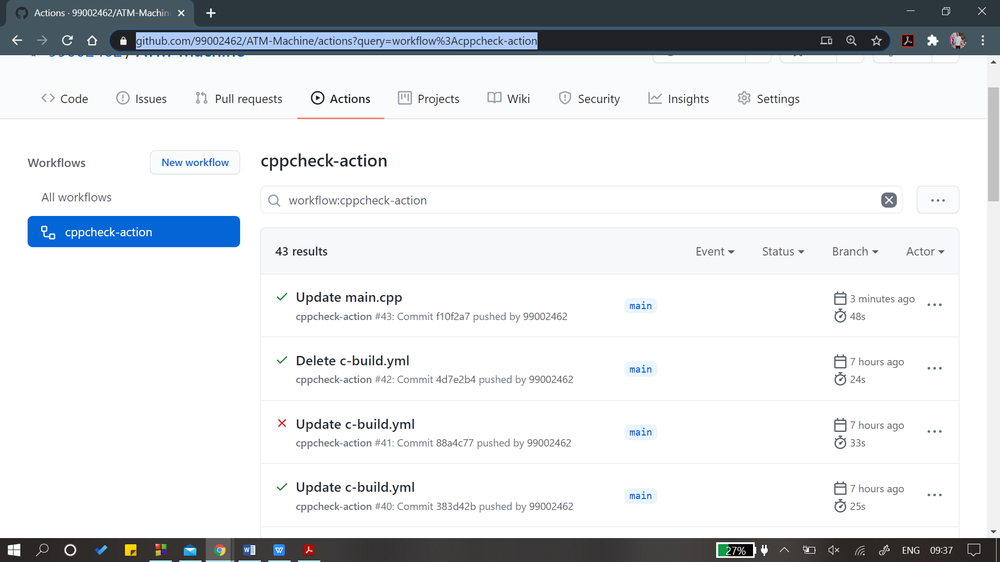 Actions · 99002462/ATM-Machin
github.com/99002462/ATM-Machine/actions?query=workflow%3Acppcheck-action
99002462 / ATM-Machine
Code Issues Pull requests Actions Projects Wiki Security Insights Settings
Workflows
New workflow
All workflows
cppcheck-action
cppcheck-action
workflow:cppcheck-action
43 results
Event Status Branch Actor
Update main.cpp
cppcheck-action #43: Commit f10f2a7 pushed by 99002462
main
3 minutes ago
48s
Delete c-build.yml
cppcheck-action #42: Commit 4d7e2b4 pushed by 99002462
main
7 hours ago
24s
Update c-build.yml
cppcheck-action #41: Commit 88a4c77 pushed by 99002462
main
7 hours ago
33s
Update c-build.yml
cppcheck-action #40: Commit 383d42b pushed by 99002462
main
7 hours ago
25s
27% ENG 09:37